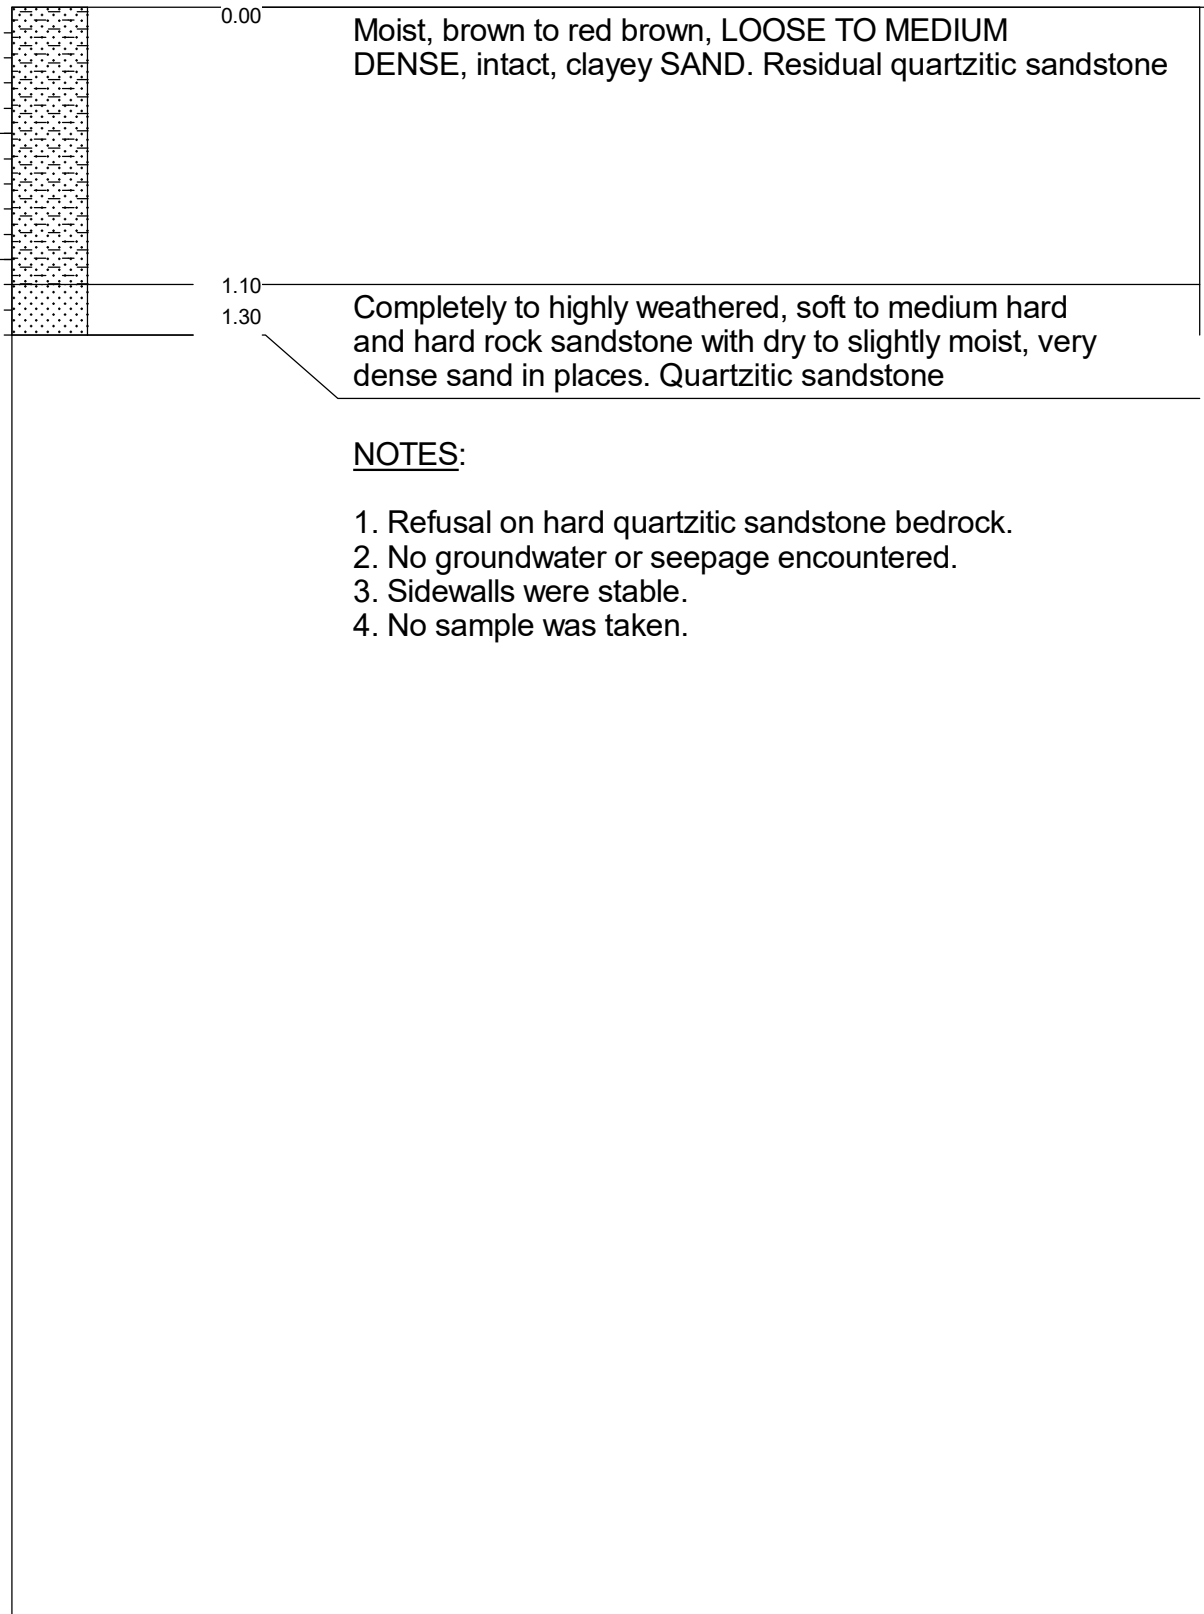 0.00
Moist, brown to red brown, LOOSE TO MEDIUM
DENSE, intact, clayey SAND. Residual quartzitic sandstone
1.10
1.30
Completely to highly weathered, soft to medium hard
and hard rock sandstone with dry to slightly moist, very
dense sand in places. Quartzitic sandstone
NOTES:
1. Refusal on hard quartzitic sandstone bedrock.
2. No groundwater or seepage encountered.
3. Sidewalls were stable.
4. No sample was taken.